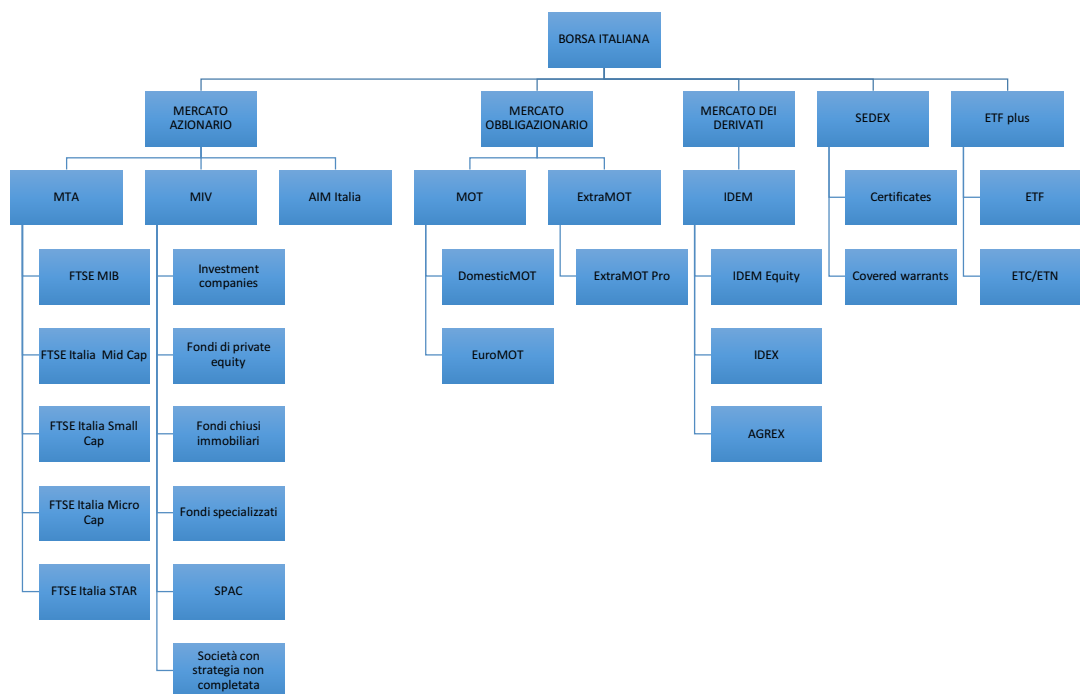 BORSA ITALIANA
MERCATO
AZIONARIO
MERCATO
OBBLIGAZIONARIO
MERCATO DEI
DERIVATI
SEDEX
ETF plus
MTA
MIV
AIM Italia
MOT
ExtraMOT
IDEM
Certificates
ETF
FTSE MIB
Investment
companies
DomesticMOT
ExtraMOT Pro
IDEM Equity
Covered warrants
ETC/ETN
FTSE Italia Mid Cap
Fondi di private
equity
EuroMOT
IDEX
FTSE Italia Small
Cap
Fondi chiusi
immobiliari
AGREX
FTSE Italia Micro
Cap
Fondi specializzati
FTSE Italia STAR
SPAC
Società con
strategia non
completata